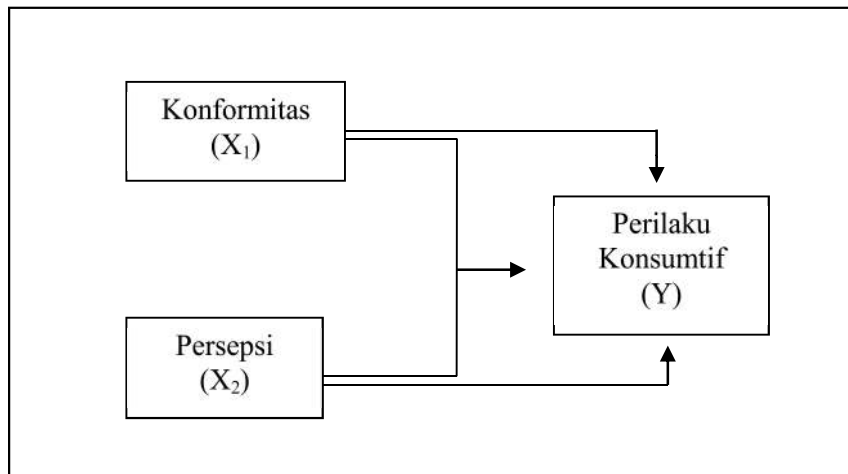 Konformitas
(X₁)
Perilaku
Konsumtif
(Y)
Persepsi
(X₂)